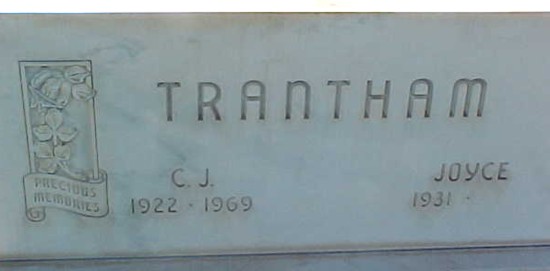 TRANTHAM
PRECIOUS
MEMORIES
C. J.
1922 · 1969
JOYCE
1931 ·